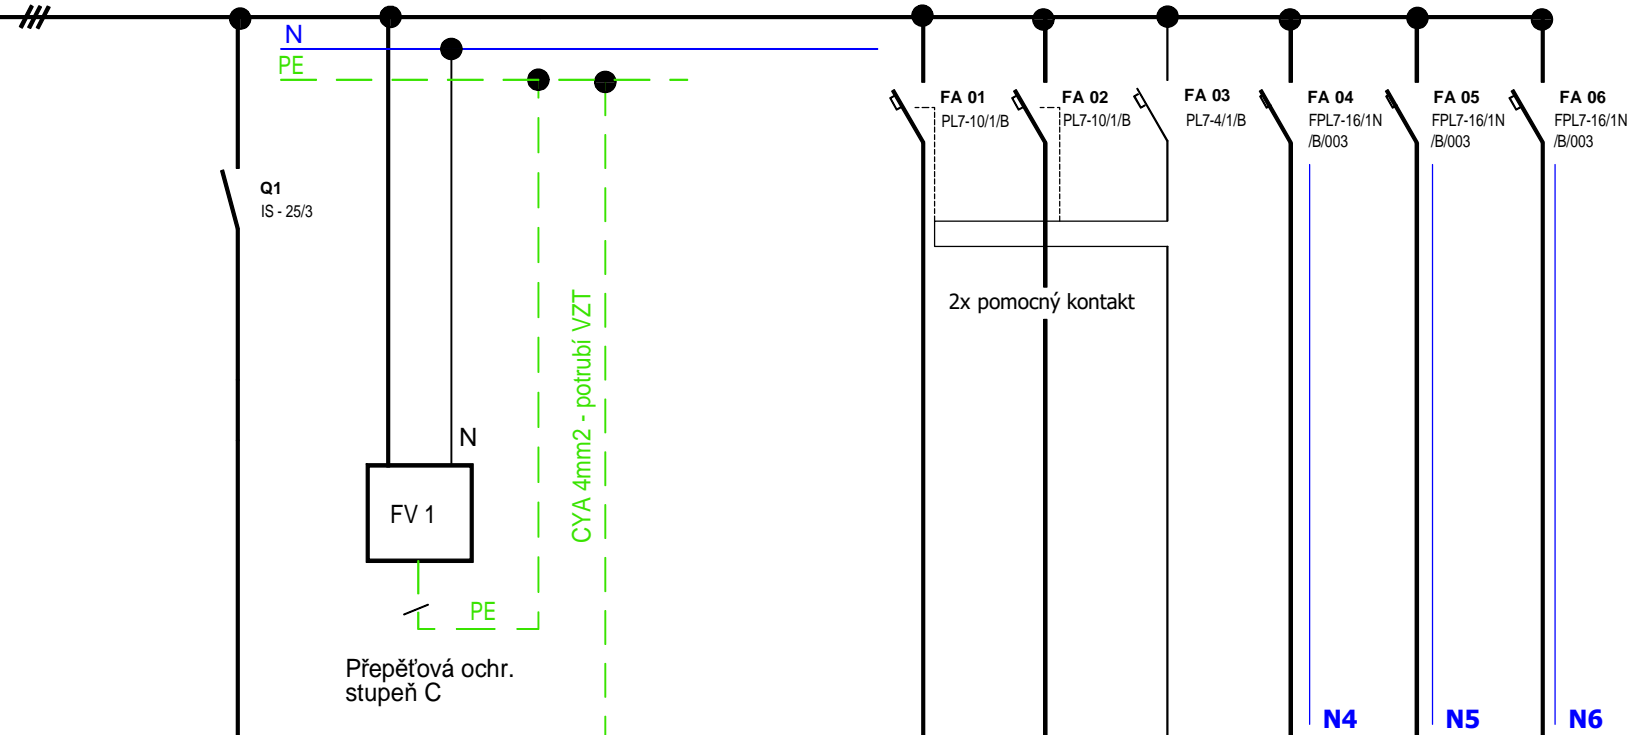 N
PE
Q1
IS - 25/3
N
FV 1
PE
Přepěťová ochr.
stupeň C
CYA 4mm2 - potrubí VZT
FA 01
PL7-10/1/B
FA 02
PL7-10/1/B
FA 03
PL7-4/1/B
FA 04
FPL7-16/1N
/B/003
FA 05
FPL7-16/1N
/B/003
FA 06
FPL7-16/1N
/B/003
2x pomocný kontakt
N4
N5
N6